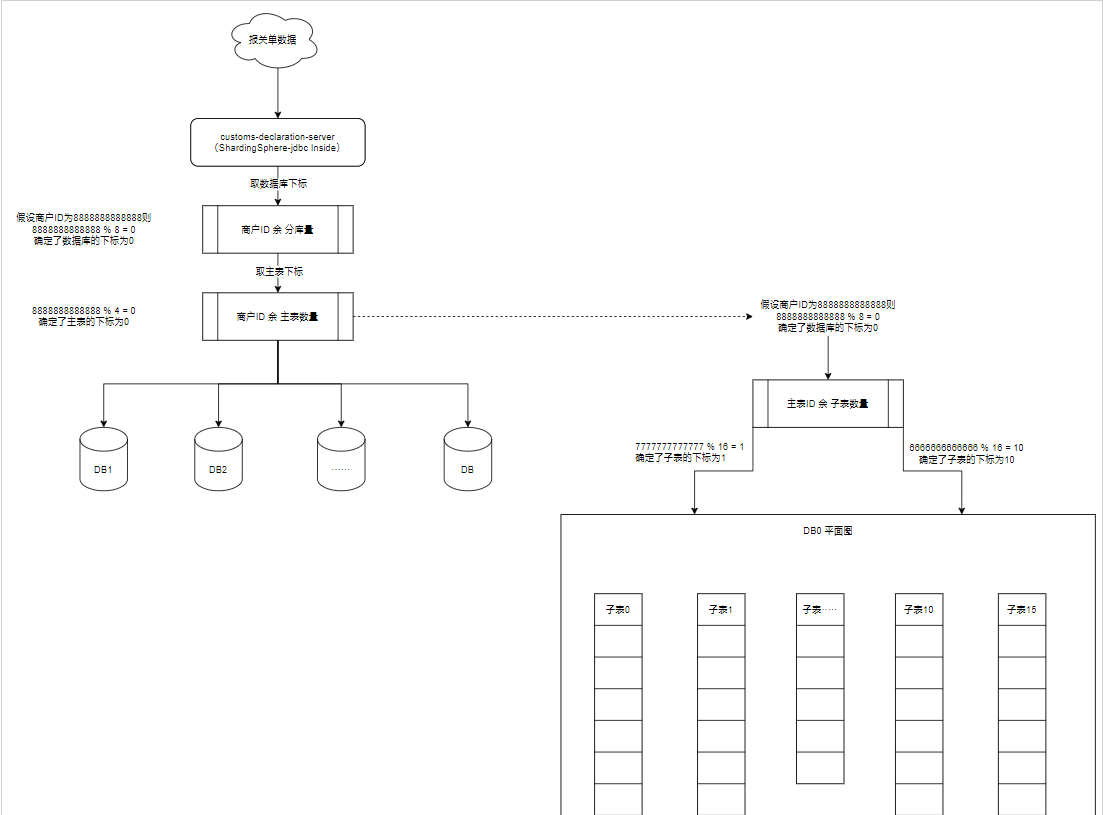 报关单数据
customs-declaration-server
(ShardingSphere-jdbc Inside)
取数据库下标
假设商户ID为8888888888888则
8888888888888 % 8 = 0
确定了数据库的下标为0
商户ID 余 分库量
取主表下标
8888888888888 % 4 = 0
确定了主表的下标为0
商户ID 余 主表数量
假设商户ID为8888888888888则
8888888888888 % 8 = 0
确定了数据库的下标为0
主表ID 余 子表数量
7777777777777 % 16 = 1
确定了子表的下标为1
6666666666666 % 16 = 10
确定了子表的下标为10
DB1
DB2
······
DB
DB0 平面图
子表0
子表1
子表·····
子表10
子表15